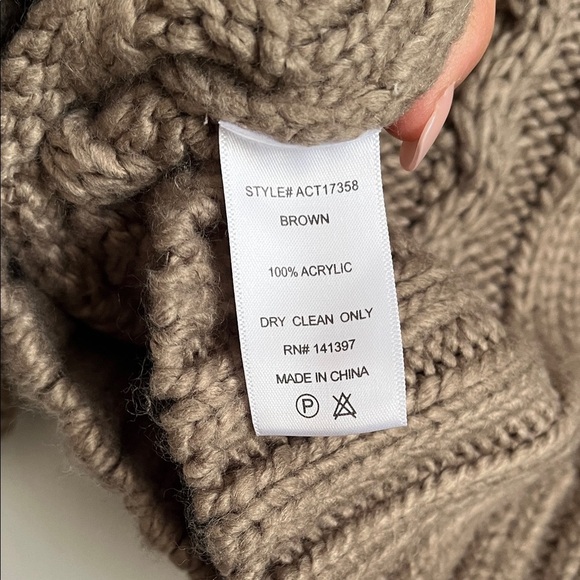 STYLE# ACT17358
BROWN
100% ACRYLIC
DRY CLEAN ONLY
RN# 141397
MADE IN CHINA
P